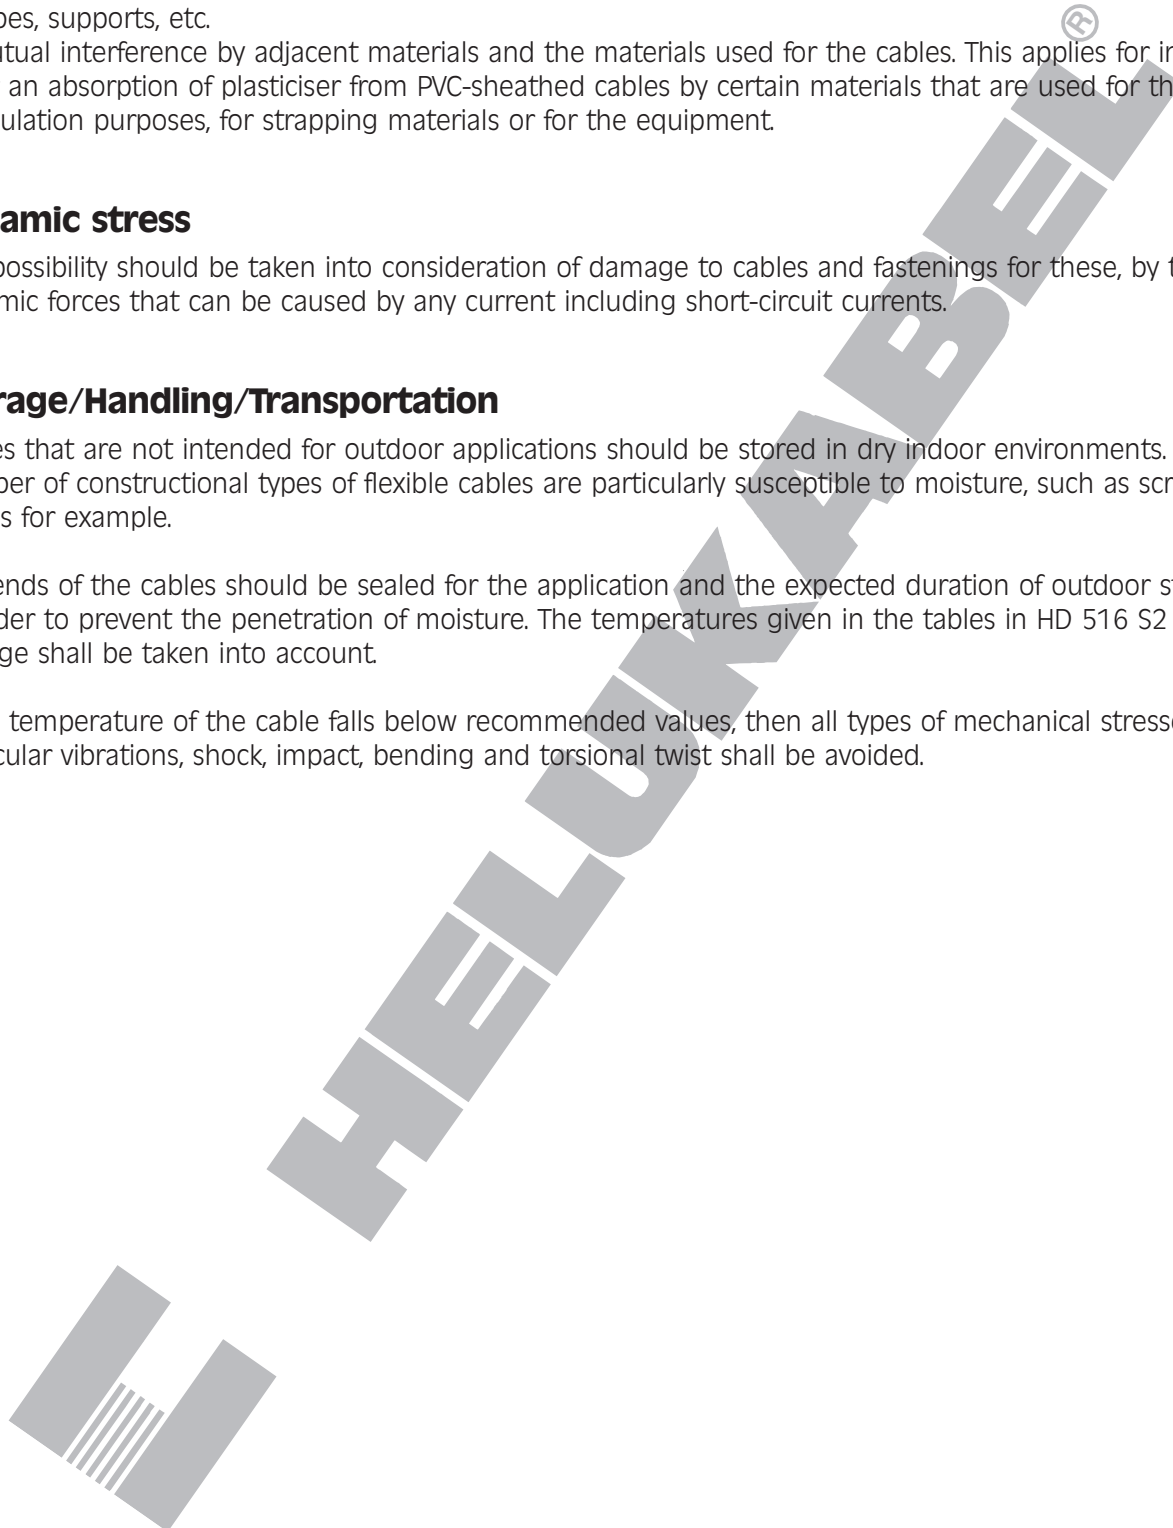 pes, supports, etc.
utual interference by adjacent materials and the materials used for the cables. This applies for in
an absorption of plasticiser from PVC-sheathed cables by certain materials that are used for th
ulation purposes, for strapping materials or for the equipment.
amic stress
possibility should be taken into consideration of damage to cables and fastenings for these, by t
mic forces that can be caused by any current including short-circuit currents.
rage/Handling/Transportation
es that are not intended for outdoor applications should be stored in dry indoor environments.
ber of constructional types of flexible cables are particularly susceptible to moisture, such as scr
s for example.
ends of the cables should be sealed for the application and the expected duration of outdoor st
der to prevent the penetration of moisture. The temperatures given in the tables in HD 516 S2
ge shall be taken into account.
temperature of the cable falls below recommended values, then all types of mechanical stresse
cular vibrations, shock, impact, bending and torsional twist shall be avoided.
HELUKABEL®